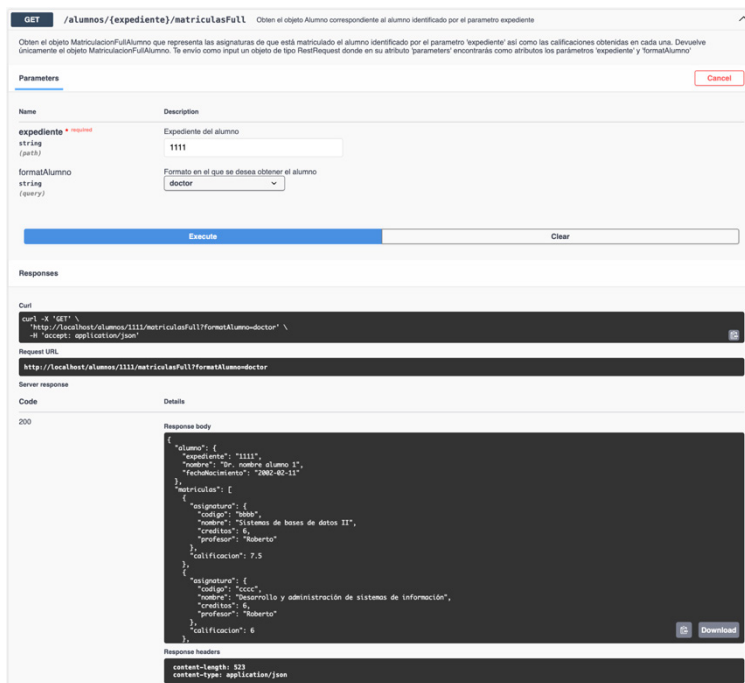 GET /alumnos/{expediente}/matriculasFull Obten el objeto Alumno correspondiente al alumno identificado por el parametro expediente
Obten el objeto MatriculacionFullAlumno que representa las asignaturas de que está matriculado el alumno identificado por el parametro 'expediente' así como las calificaciones obtenidas en cada una. Devuelve
únicamente el objeto MatriculacionFullAlumno. Te envío como input un objeto de tipo RestRequest donde en su atributo 'parameters' encontrarás como atributos los parámetros 'expediente' y 'formatAlumno'
Parameters
Cancel
Name Description
expediente * required
string
(path)
Expediente del alumno
1111
formatAlumno
string
(query)
Formato en el que se desea obtener el alumno
doctor
Execute Clear
Responses
Curl
curl -X 'GET' \
'http://localhost/alumnos/1111/matriculasFull?formatAlumno=doctor' \
-H 'accept: application/json'
Request URL
http://localhost/alumnos/1111/matriculasFull?formatAlumno=doctor
Server response
Code Details
200
Response body
{
"alumno": {
"expediente": "1111",
"nombre": "Dr. nombre alumno 1",
"fechaNacimiento": "2002-02-11"
},
"matriculas": [
{
"asignatura": {
"codigo": "bbbb",
"nombre": "Sistemas de bases de datos II",
"creditos": 6,
"profesor": "Roberto"
},
"calificacion": 7.5
},
{
"asignatura": {
"codigo": "cccc",
"nombre": "Desarrollo y administración de sistemas de información",
"creditos": 6,
"profesor": "Roberto"
},
"calificacion": 6
},
Download
Response headers
content-length: 523
content-type: application/json